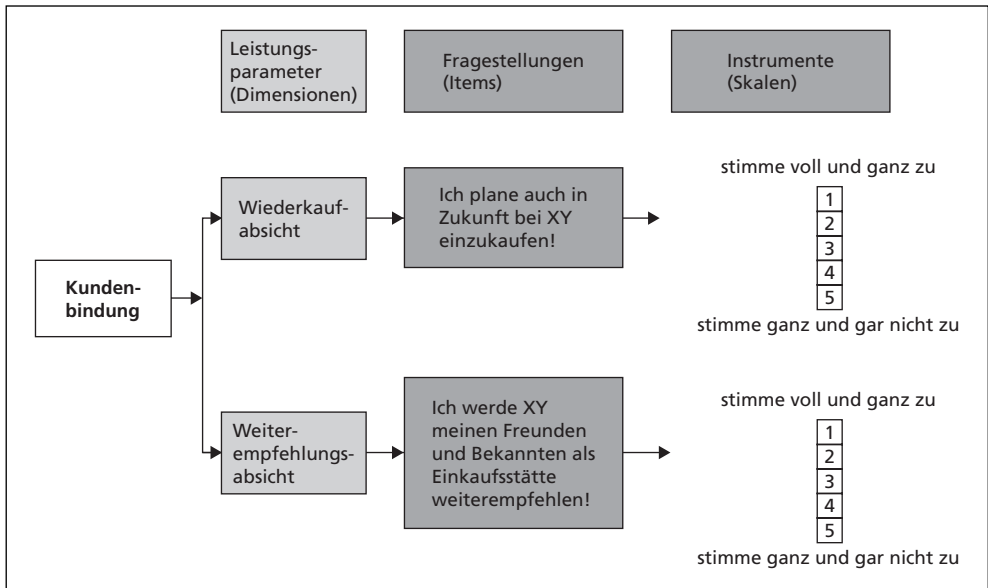 Leistungs-
parameter
(Dimensionen)
Fragestellungen
(Items)
Instrumente
(Skalen)
Kunden-
bindung
Wiederkauf-
absicht
Ich plane auch in
Zukunft bei XY
einzukaufen!
stimme voll und ganz zu
1
2
3
4
5
stimme ganz und gar nicht zu
Weiter-
empfehlungs-
absicht
Ich werde XY
meinen Freunden
und Bekannten als
Einkaufsstätte
weiterempfehlen!
stimme voll und ganz zu
1
2
3
4
5
stimme ganz und gar nicht zu